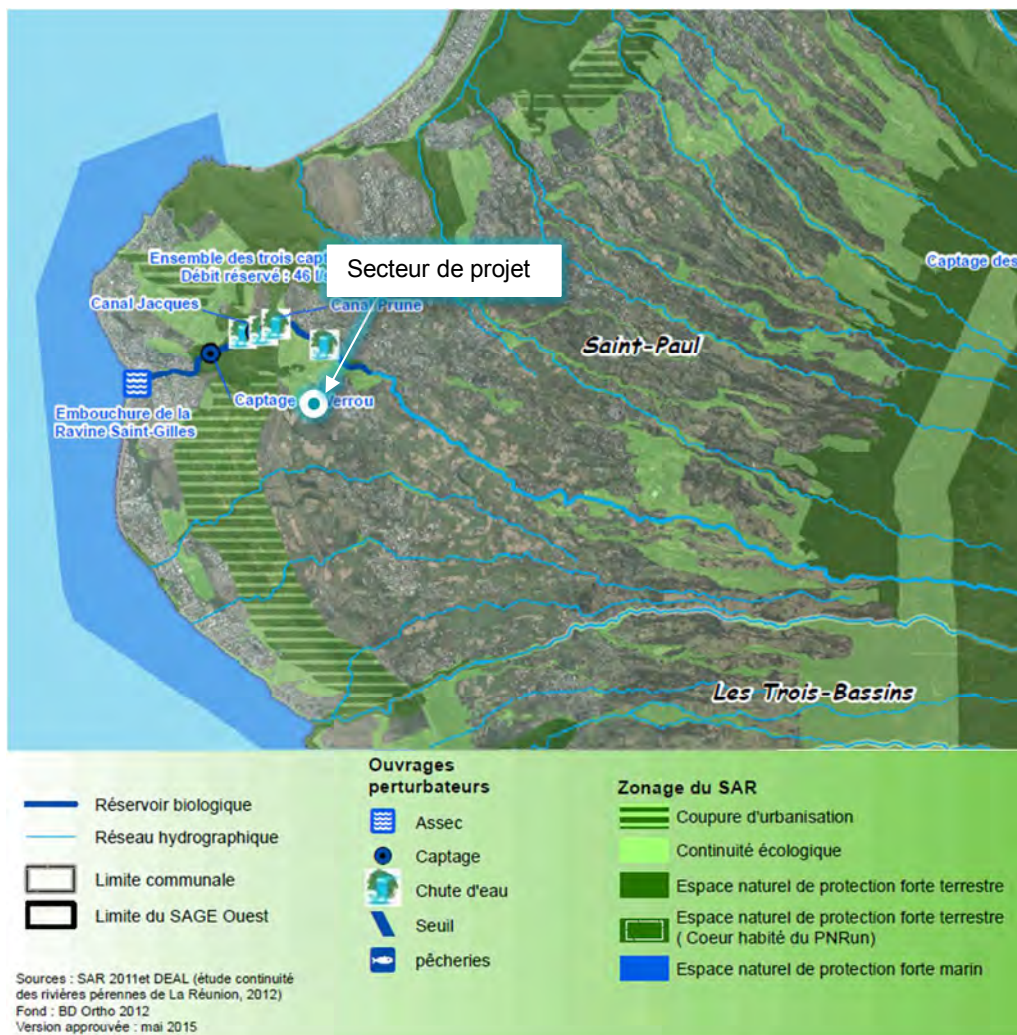 Ensemble des trois capt
Débit réservé : 46 l/
Secteur de projet
Captage des
Canal Jacques
Canal Prune
Saint-Paul
Captage
Verrou
Embouchure de la
Ravine Saint-Gilles
Les Trois-Bassins
Réservoir biologique
Réseau hydrographique
Limite communale
Limite du SAGE Ouest
Ouvrages
perturbateurs
Assec
Captage
Chute d'eau
Seuil
pêcheries
Zonage du SAR
Coupure d'urbanisation
Continuité écologique
Espace naturel de protection forte terrestre
Espace naturel de protection forte terrestre
( Coeur habité du PNRun)
Espace naturel de protection forte marin
Sources : SAR 2011et DEAL (étude continuité
des rivières pérennes de La Réunion, 2012)
Fond : BD Ortho 2012
Version approuvée : mai 2015